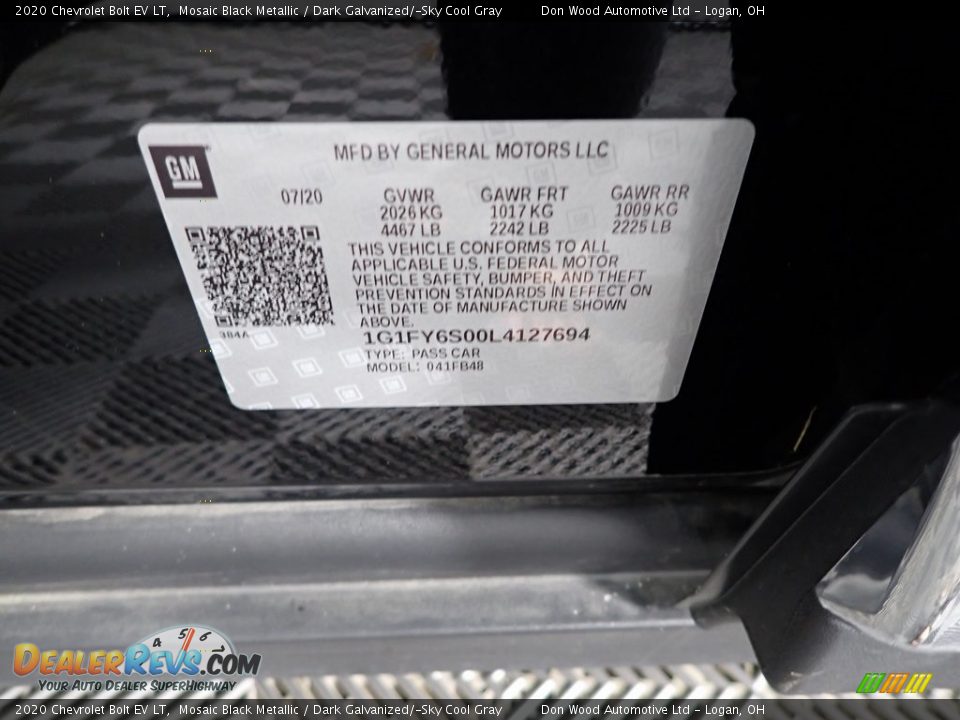 2020 Chevrolet Bolt EV LT, Mosaic Black Metallic / Dark Galvanized/-Sky Cool Gray Don Wood Automotive Ltd - Logan, OH
MFD BY GENERAL MOTORS LLC
GM
07/20 GVWR GAWR FRT GAWR RR
2026 KG 1017 KG 1009 KG
4467 LB 2242 LB 2225 LB
THIS VEHICLE CONFORMS TO ALL
APPLICABLE U.S. FEDERAL MOTOR
VEHICLE SAFETY, BUMPER, AND THEFT
PREVENTION STANDARDS IN EFFECT ON
THE DATE OF MANUFACTURE SHOWN
ABOVE.
384A
1G1FY6S00L4127694
TYPE: PASS CAR
MODEL: 041FB48
4 5 6
DEALERREVS.COM
YOUR AUTO DEALER SUPERHIGHWAY
2020 Chevrolet Bolt EV LT, Mosaic Black Metallic / Dark Galvanized/-Sky Cool Gray Don Wood Automotive Ltd - Logan, OH